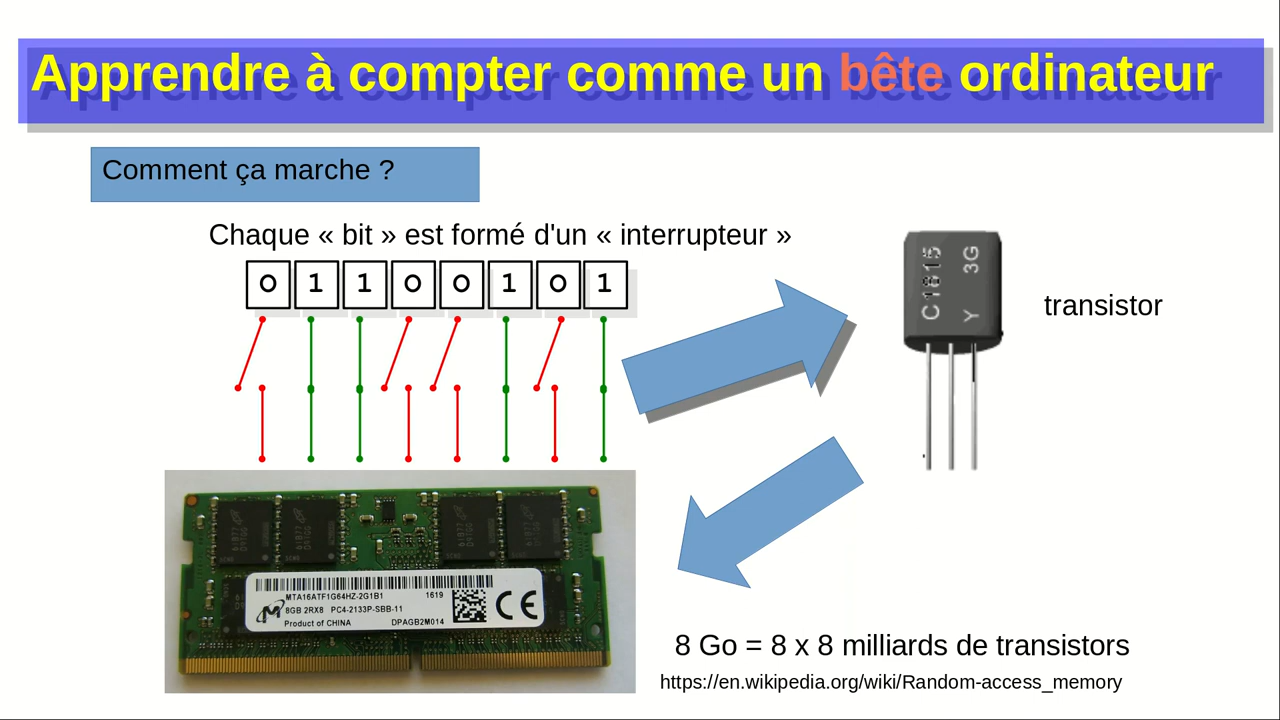 Apprendre à compter comme un bête ordinateur
Comment ça marche ?
Chaque « bit » est formé d'un « interrupteur »
0 1 1 0 0 1 0 1
C1815
Y 3G
transistor
MTA16ATF1G64HZ-2G1B1 1619
8GB 2RX8 PC4-2133P-SBB-11
Product of CHINA DPAGB2M014
CE
8 Go = 8 x 8 milliards de transistors
https://en.wikipedia.org/wiki/Random-access_memory